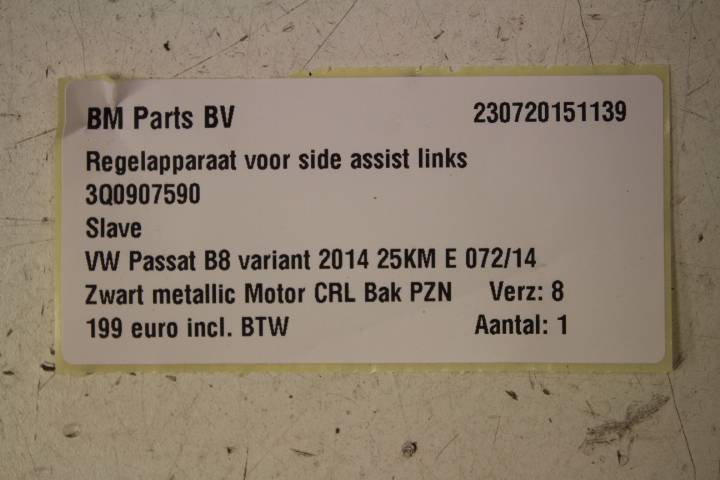 BM Parts BV 230720151139
Regelapparaat voor side assist links
3Q0907590
Slave
VW Passat B8 variant 2014 25KM E 072/14
Zwart metallic Motor CRL Bak PZN Verz: 8
199 euro incl. BTW Aantal: 1